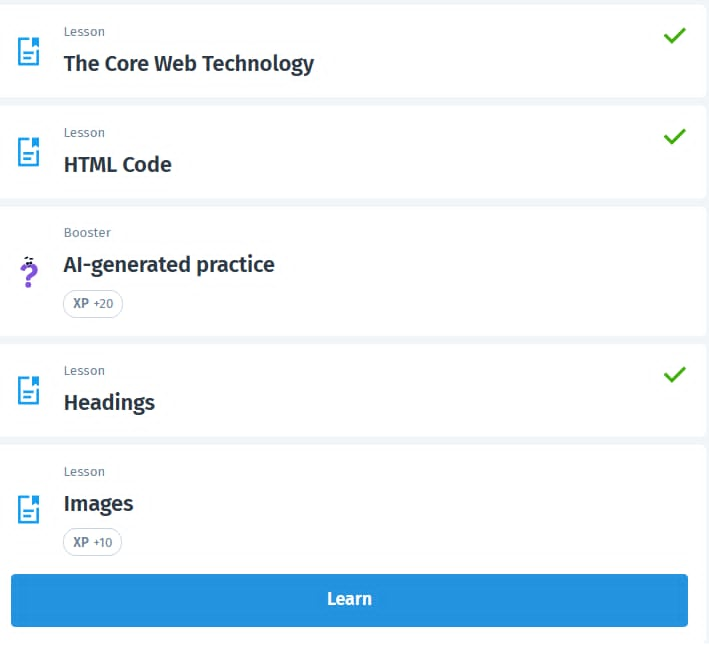 Lesson
The Core Web Technology
Lesson
HTML Code
Booster
?
AI-generated practice
XP +20
Lesson
Headings
Lesson
Images
XP +10
Learn